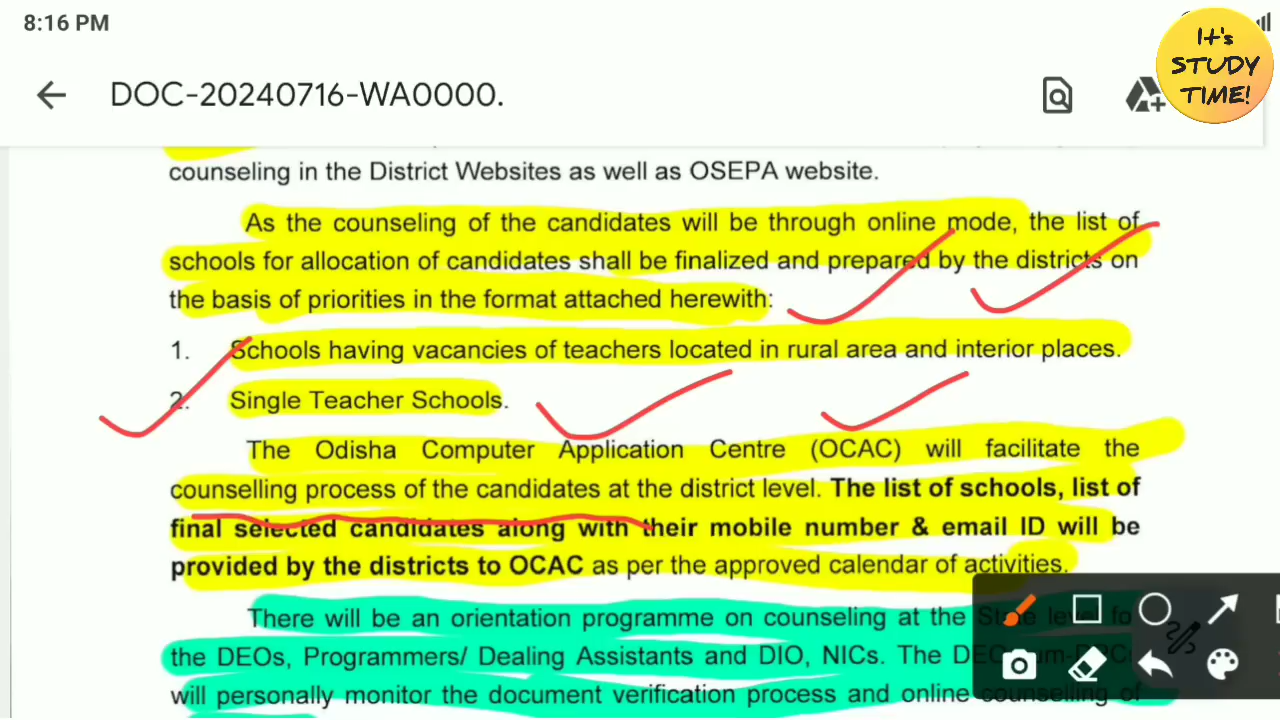 8:16 PM
It's
STUDY
TIME!
DOC-20240716-WA0000.
counseling in the District Websites as well as OSEPA website.
As the counseling of the candidates will be through online mode, the list of
schools for allocation of candidates shall be finalized and prepared by the districts on
the basis of priorities in the format attached herewith:
1. Schools having vacancies of teachers located in rural area and interior places.
2. Single Teacher Schools.
The Odisha Computer Application Centre (OCAC) will facilitate the
counselling process of the candidates at the district level. The list of schools, list of
final selected candidates along with their mobile number & email ID will be
provided by the districts to OCAC as per the approved calendar of activities.
There will be an orientation programme on counseling at the State level for
the DEOs, Programmers/ Dealing Assistants and DIO, NICs. The
will personally monitor the document verification process and online counselling of